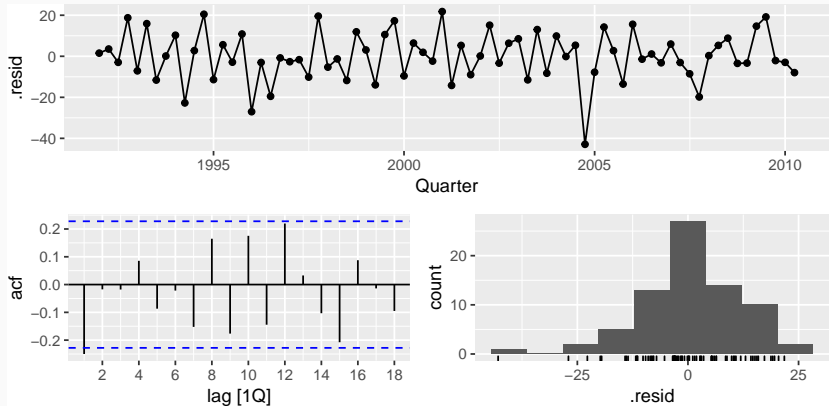 20
0
−20
−40
.resid
1995 2000 2005 2010
Quarter
0.2
0.1
0.0
−0.1
−0.2
acf
2 4 6 8 10 12 14 16 18
lag [1Q]
20
10
0
count
−25 0 25
.resid